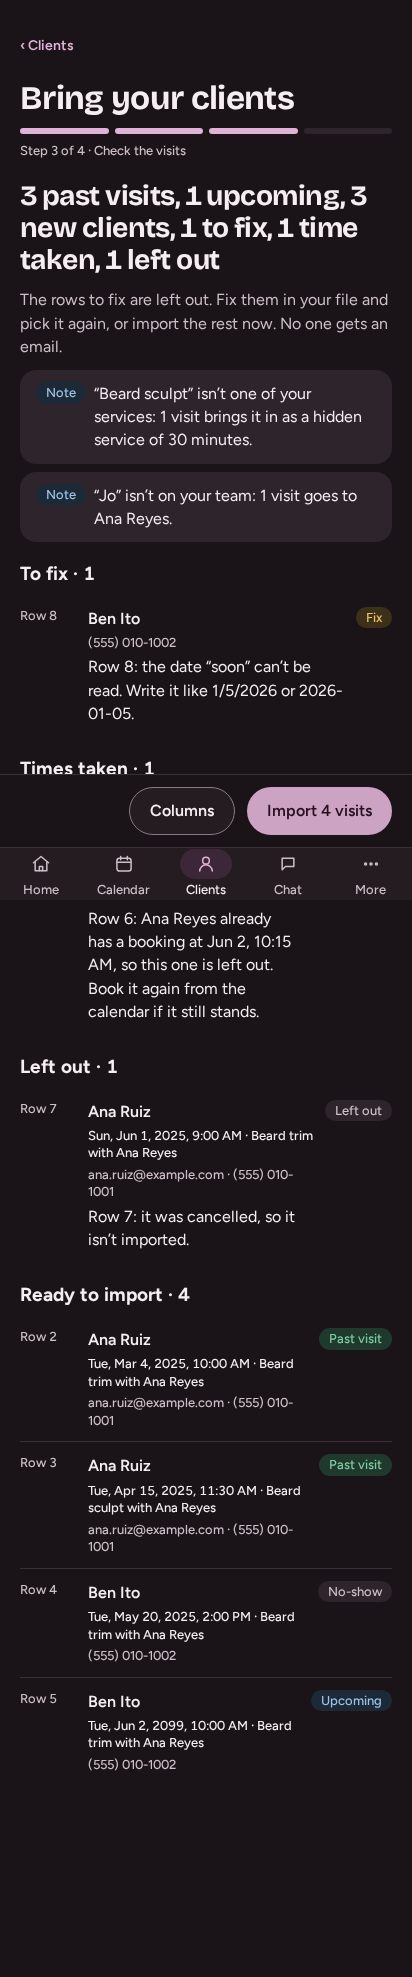 ‹ Clients
Bring your clients
Step 3 of 4 · Check the visits
3 past visits, 1 upcoming, 3
new clients, 1 to fix, 1 time
taken, 1 left out
The rows to fix are left out. Fix them in your file and
pick it again, or import the rest now. No one gets an
email.
Note
“Beard sculpt” isn’t one of your
services: 1 visit brings it in as a hidden
service of 30 minutes.
Note
“Jo” isn’t on your team: 1 visit goes to
Ana Reyes.
To fix · 1
Row 8
Ben Ito
Fix
(555) 010-1002
Row 8: the date “soon” can’t be
read. Write it like 1/5/2026 or 2026-
01-05.
Times taken · 1
Columns
Import 4 visits
Home
Calendar
Clients
Chat
More
Row 6: Ana Reyes already
has a booking at Jun 2, 10:15
AM, so this one is left out.
Book it again from the
calendar if it still stands.
Left out · 1
Row 7
Ana Ruiz
Left out
Sun, Jun 1, 2025, 9:00 AM · Beard trim
with Ana Reyes
ana.ruiz@example.com · (555) 010-
1001
Row 7: it was cancelled, so it
isn’t imported.
Ready to import · 4
Row 2
Ana Ruiz
Past visit
Tue, Mar 4, 2025, 10:00 AM · Beard
trim with Ana Reyes
ana.ruiz@example.com · (555) 010-
1001
Row 3
Ana Ruiz
Past visit
Tue, Apr 15, 2025, 11:30 AM · Beard
sculpt with Ana Reyes
ana.ruiz@example.com · (555) 010-
1001
Row 4
Ben Ito
No-show
Tue, May 20, 2025, 2:00 PM · Beard
trim with Ana Reyes
(555) 010-1002
Row 5
Ben Ito
Upcoming
Tue, Jun 2, 2099, 10:00 AM · Beard
trim with Ana Reyes
(555) 010-1002